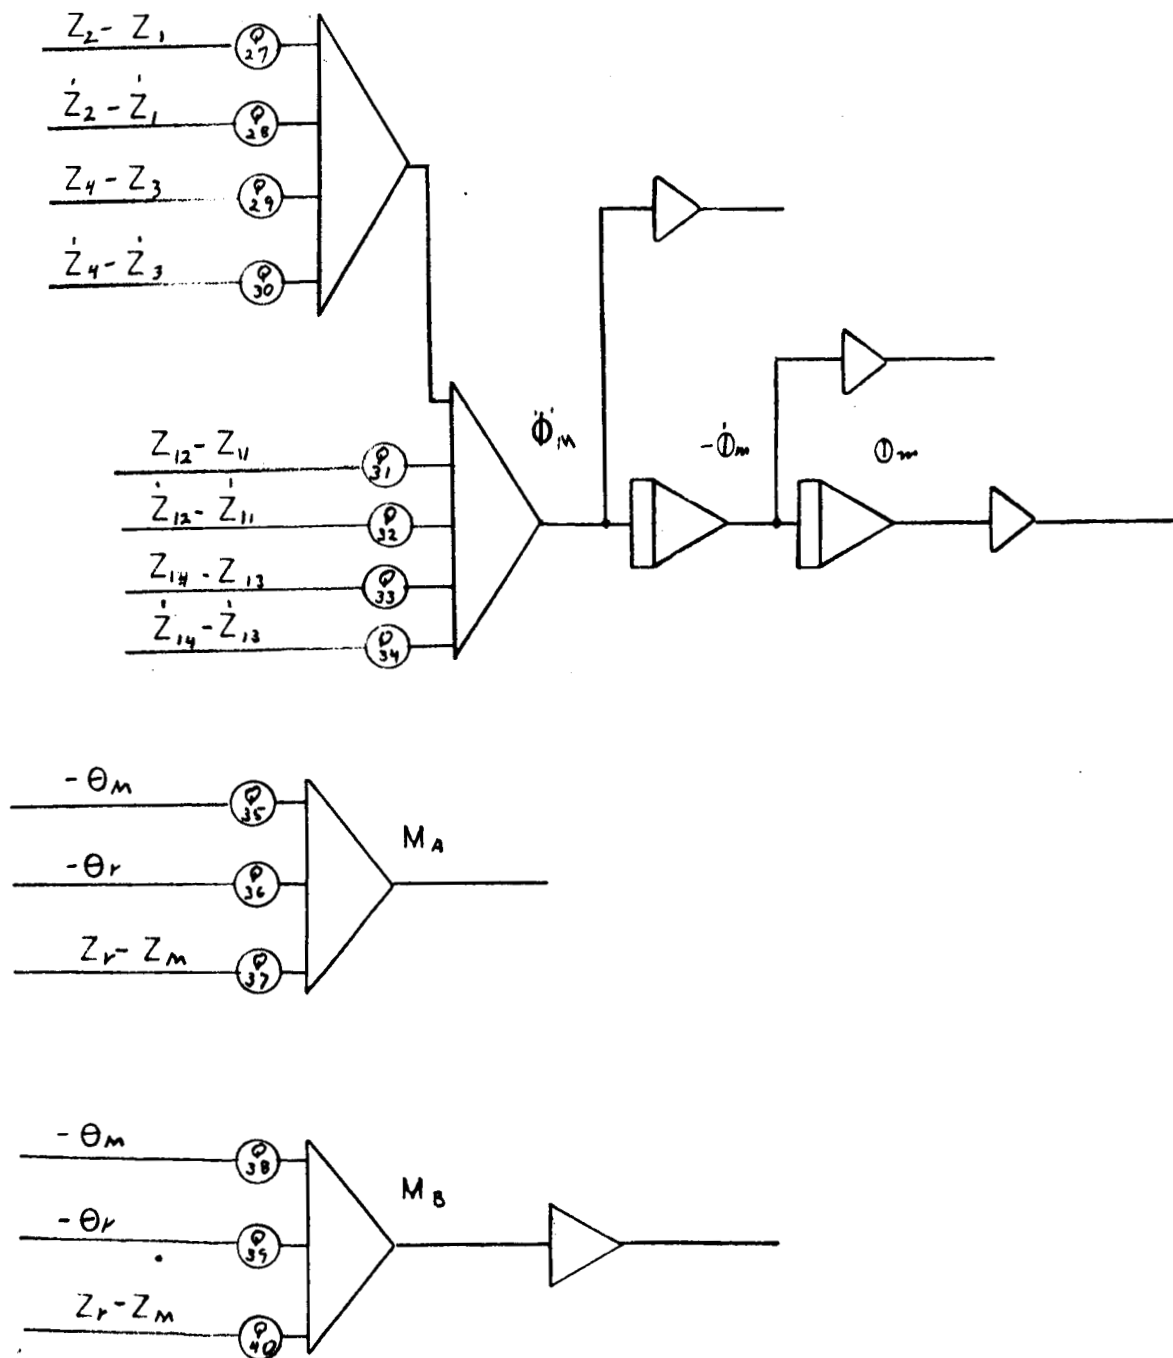 Z₂ - Z₁
Q 27
Ż₂ - Ż₁
Q 28
Z₄ - Z₃
Q 29
Ż₄ - Ż₃
Q 30
Z₁₂ - Z₁₁
Q 31
Ż₁₂ - Ż₁₁
Q 32
Z₁₄ - Z₁₃
Q 33
Ż₁₄ - Ż₁₃
Q 34
Φ̈m
-Φ̇m
Φm
-θM
Q 35
-θr
Q 36
Zr - ZM
Q 37
MA
-θM
Q 38
-θr
Q 39
Zr - ZM
Q 40
MB